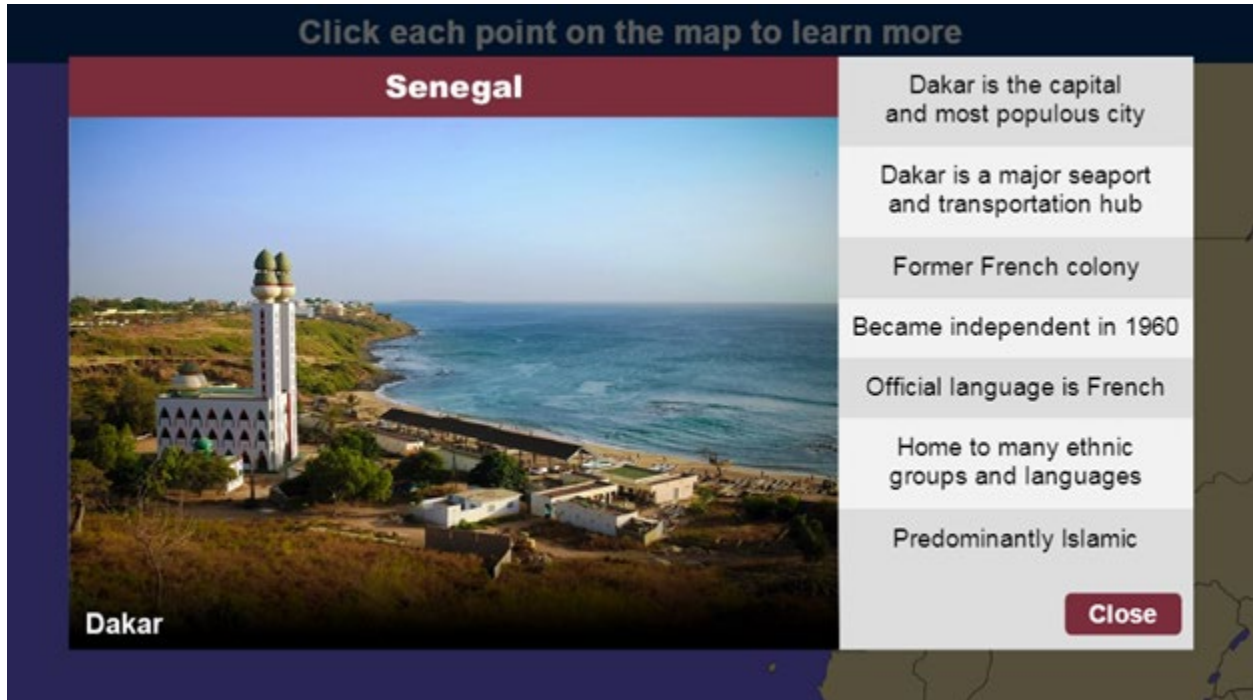 Click each point on the map to learn more
Senegal
Dakar
Dakar is the capital
and most populous city
Dakar is a major seaport
and transportation hub
Former French colony
Became independent in 1960
Official language is French
Home to many ethnic
groups and languages
Predominantly Islamic
Close